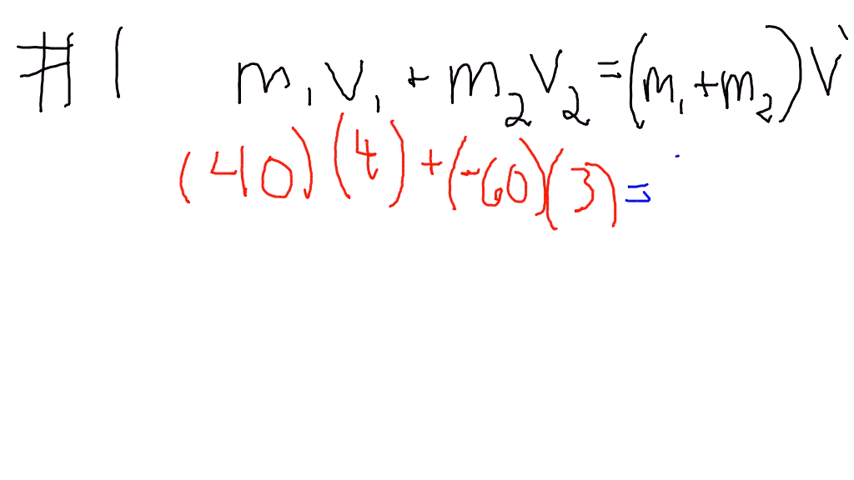 # 1 m₁v₁ + m₂v₂ = (m₁+m₂)v'
(40)(4)+(-60)(3)=